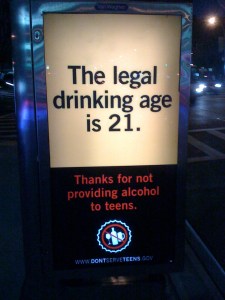 The legal
drinking age
is 21.
Thanks for not
providing alcohol
to teens.
WWW.DONTSERVETEENS.GOV